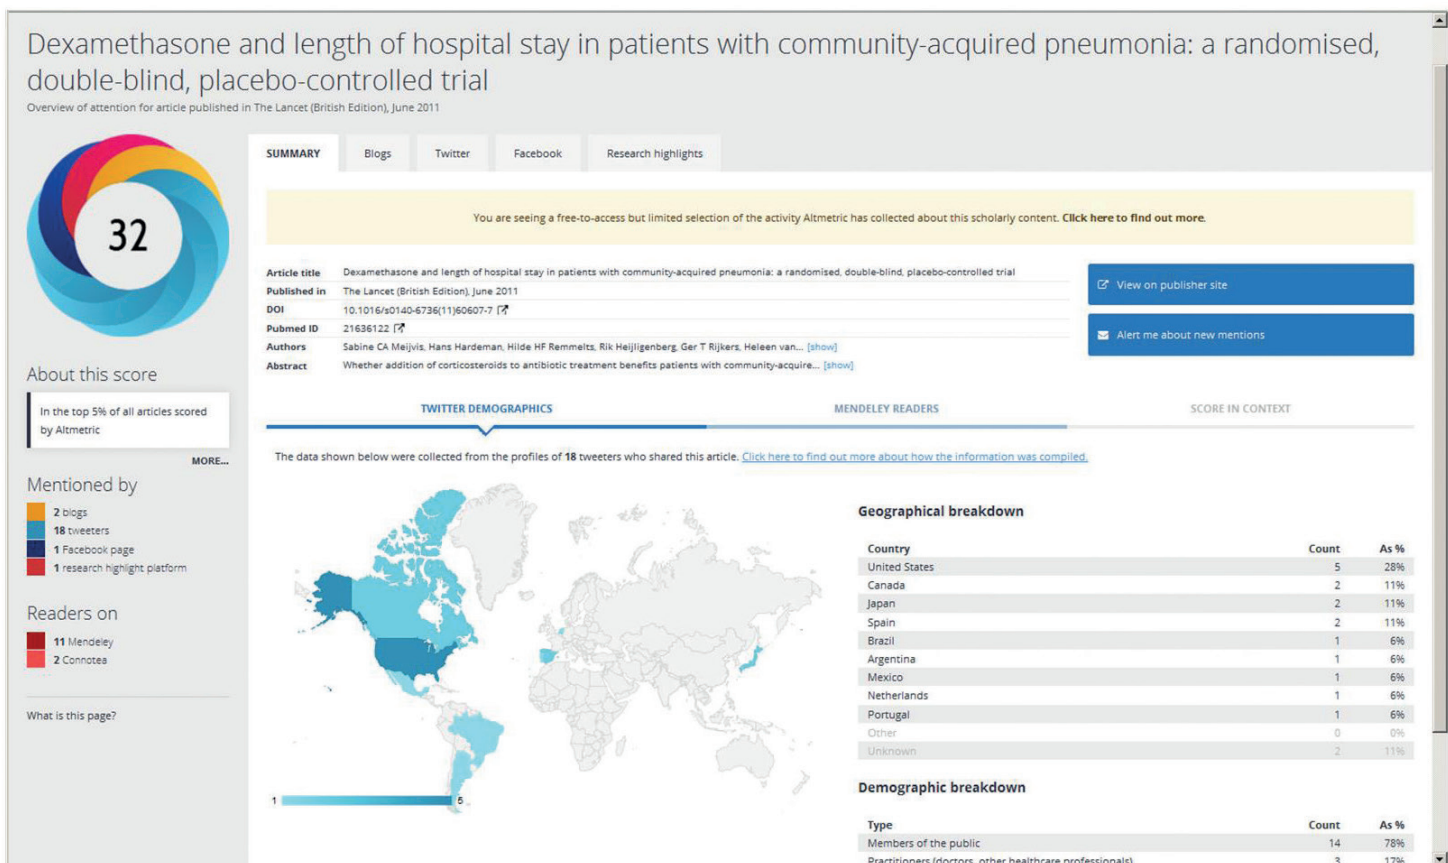 Dexamethasone and length of hospital stay in patients with community-acquired pneumonia: a randomised,
double-blind, placebo-controlled trial
Overview of attention for article published in The Lancet (British Edition), June 2011
32
About this score
In the top 5% of all articles scored
by Altmetric
MORE...
Mentioned by
2 blogs
18 tweeters
1 Facebook page
1 research highlight platform
Readers on
11 Mendeley
2 Connotea
What is this page?
SUMMARY Blogs Twitter Facebook Research highlights
You are seeing a free-to-access but limited selection of the activity Altmetric has collected about this scholarly content. Click here to find out more.
Article title Dexamethasone and length of hospital stay in patients with community-acquired pneumonia: a randomised, double-blind, placebo-controlled trial
Published in The Lancet (British Edition), June 2011
DOI 10.1016/s0140-6736(11)60607-7
Pubmed ID 21636122
Authors Sabine CA Meijvis, Hans Hardeman, Hilde HF Remmelts, Rik Heijligenberg, Ger T Rijkers, Heleen van... [show]
Abstract Whether addition of corticosteroids to antibiotic treatment benefits patients with community-acquire... [show]
View on publisher site
Alert me about new mentions
TWITTER DEMOGRAPHICS MENDELEY READERS SCORE IN CONTEXT
The data shown below were collected from the profiles of 18 tweeters who shared this article. Click here to find out more about how the information was compiled.
1 5
Geographical breakdown
Country Count As %
United States 5 28%
Canada 2 11%
Japan 2 11%
Spain 2 11%
Brazil 1 6%
Argentina 1 6%
Mexico 1 6%
Netherlands 1 6%
Portugal 1 6%
Other 0 0%
Unknown 2 11%
Demographic breakdown
Type Count As %
Members of the public 14 78%
Practitioners (doctors, other healthcare professionals) 3 17%